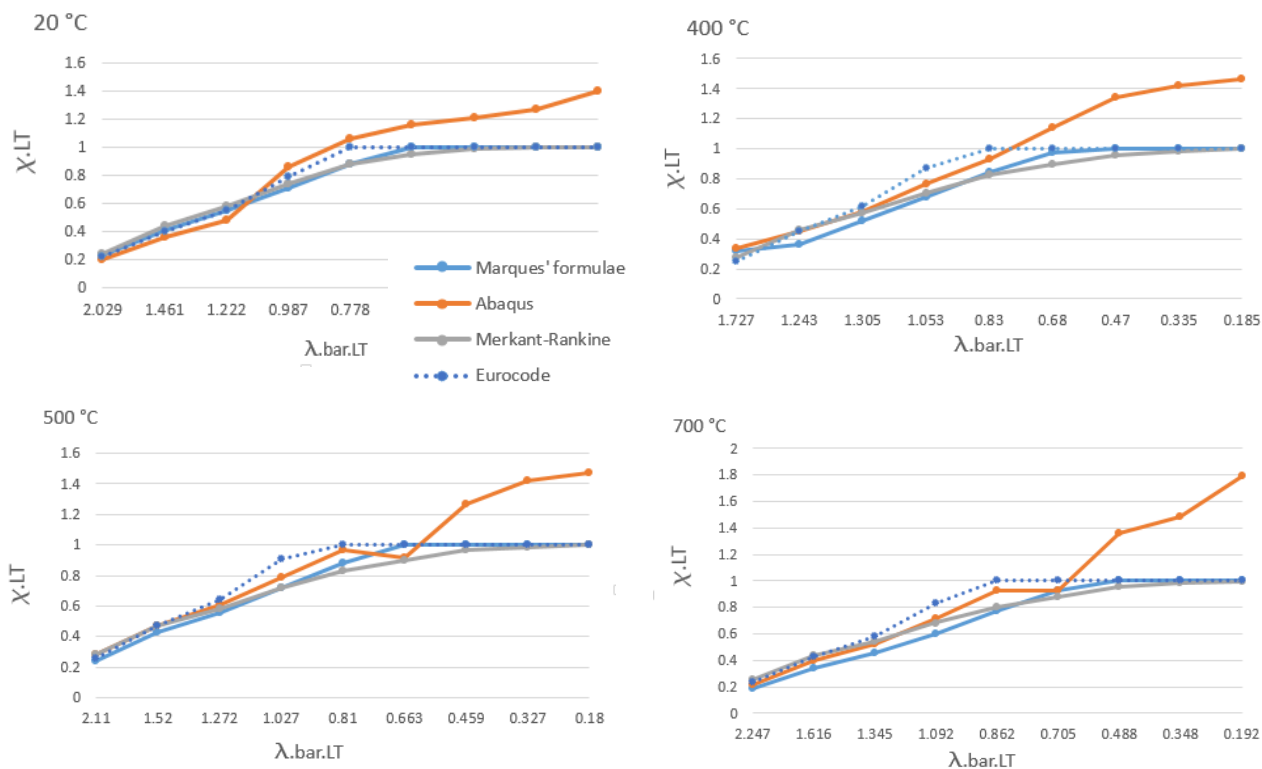 20 °C
1.6
1.4
1.2
1
0.8
0.6
0.4
0.2
0
χ.LT
2.029 1.461 1.222 0.987 0.778
λ.bar.LT
Marques' formulae
Abaqus
Merkant-Rankine
Eurocode
400 °C
1.6
1.4
1.2
1
0.8
0.6
0.4
0.2
0
χ.LT
1.727 1.243 1.305 1.053 0.83 0.68 0.47 0.335 0.185
λ.bar.LT
500 °C
1.6
1.4
1.2
1
0.8
0.6
0.4
0.2
0
χ.LT
2.11 1.52 1.272 1.027 0.81 0.663 0.459 0.327 0.18
λ.bar.LT
700 °C
2
1.8
1.6
1.4
1.2
1
0.8
0.6
0.4
0.2
0
χ.LT
2.247 1.616 1.345 1.092 0.862 0.705 0.488 0.348 0.192
λ.bar.LT